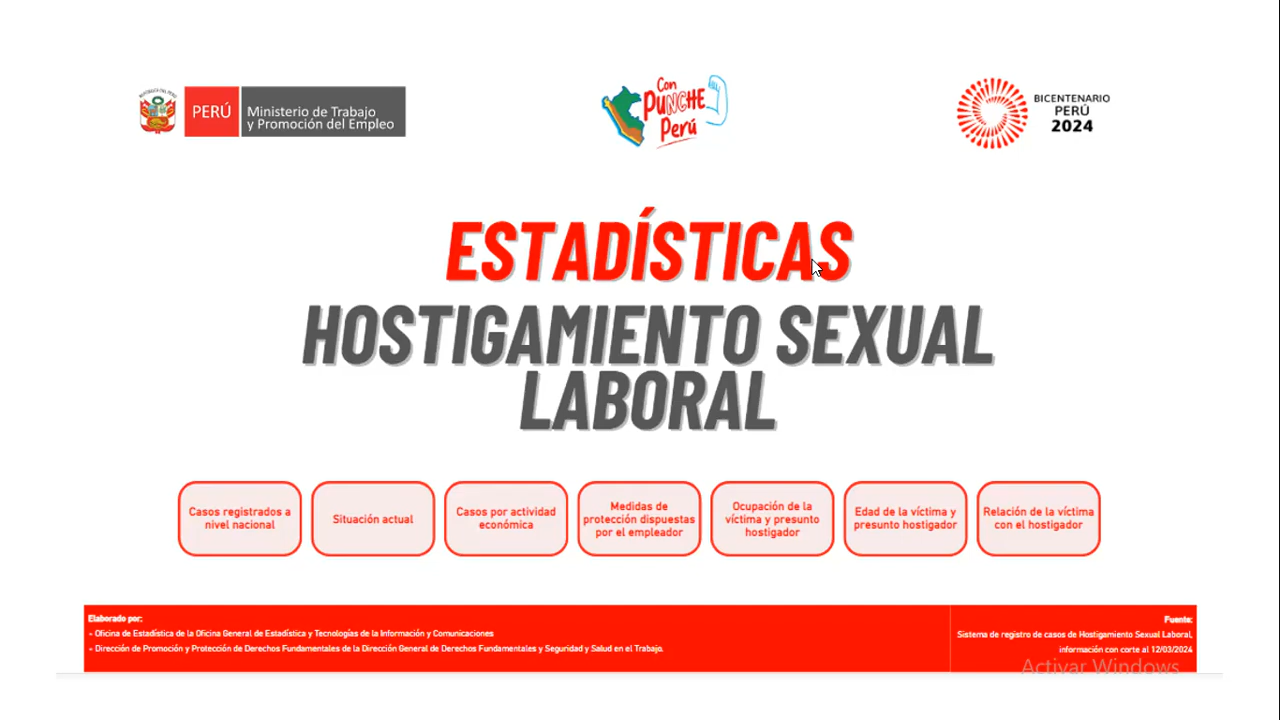 REPÚBLICA DEL PERÚ
PERÚ
Ministerio de Trabajo
y Promoción del Empleo
Con
PUNCHE
Perú
BICENTENARIO
PERÚ
2024
ESTADÍSTICAS
HOSTIGAMIENTO SEXUAL
LABORAL
Casos registrados a
nivel nacional
Situación actual
Casos por actividad
económica
Medidas de
protección dispuestas
por el empleador
Ocupación de la
víctima y presunto
hostigador
Edad de la víctima y
presunto hostigador
Relación de la víctima
con el hostigador
Elaborado por:
- Oficina de Estadística de la Oficina General de Estadística y Tecnologías de la Información y Comunicaciones
- Dirección de Promoción y Protección de Derechos Fundamentales de la Dirección General de Derechos Fundamentales y Seguridad y Salud en el Trabajo.
Fuente:
Sistema de registro de casos de Hostigamiento Sexual Laboral,
información con corte al 12/03/2024
Activar Windows